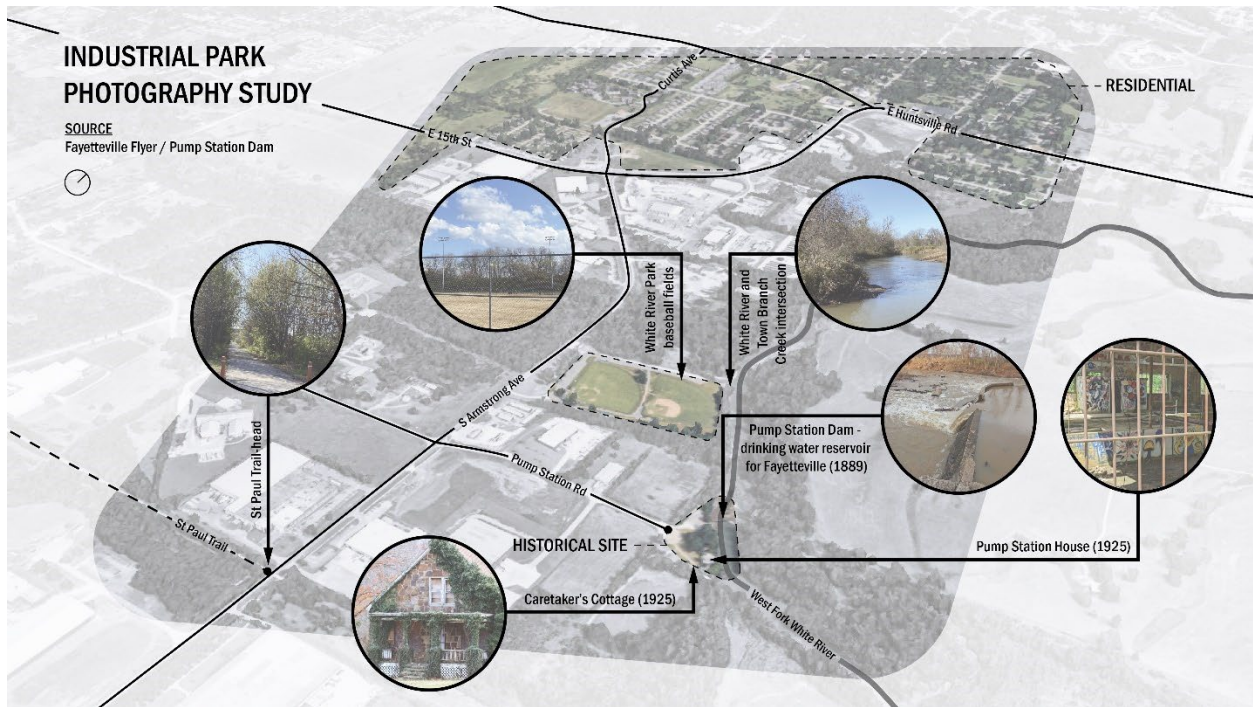 INDUSTRIAL PARK
PHOTOGRAPHY STUDY
SOURCE
Fayetteville Flyer / Pump Station Dam
Curtis Ave
RESIDENTIAL
E 15th St
E Huntsville Rd
White River Park
baseball fields
White River and
Town Branch
Creek intersection
S Armstrong Ave
Pump Station Dam -
drinking water reservoir
for Fayetteville (1889)
St Paul Trail-head
Pump Station Rd
St Paul Trail
HISTORICAL SITE
Pump Station House (1925)
Caretaker's Cottage (1925)
West Fork White River